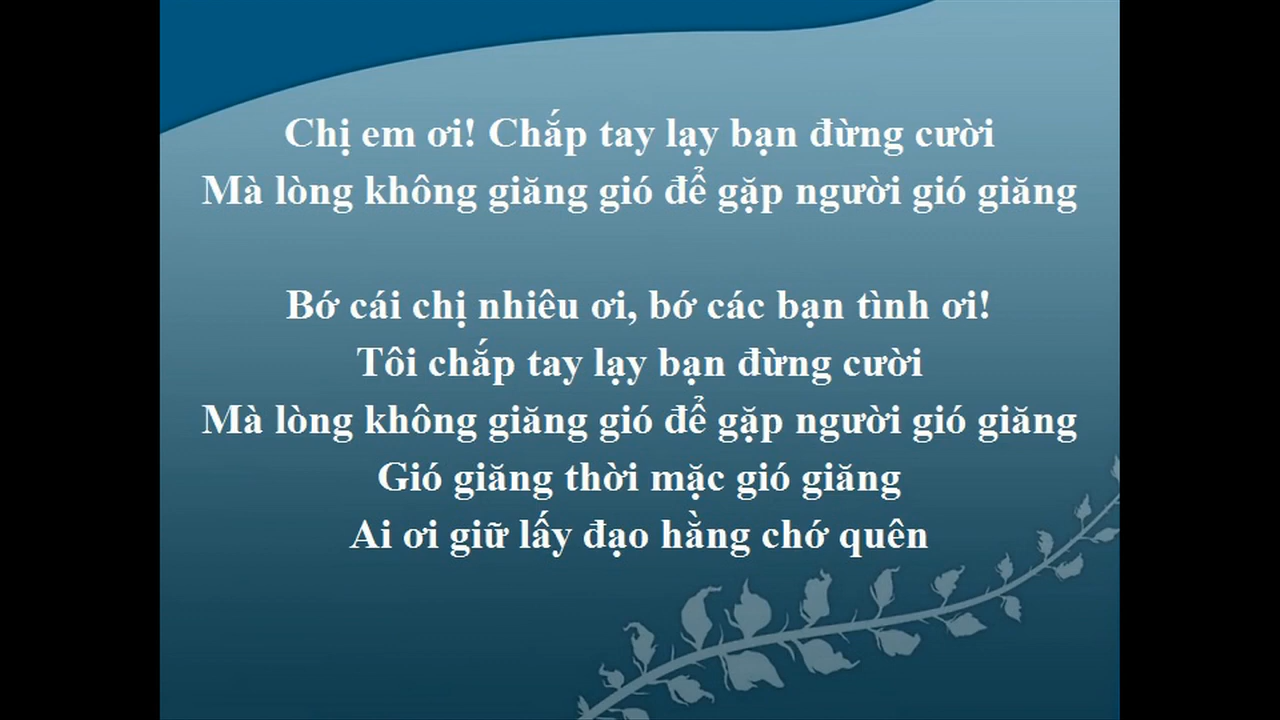 Chị em ơi! Chắp tay lạy bạn đừng cười
Mà lòng không giăng gió để gặp người gió giăng
Bớ cái chị nhiêu ơi, bớ các bạn tình ơi!
Tôi chắp tay lạy bạn đừng cười
Mà lòng không giăng gió để gặp người gió giăng
Gió giăng thời mặc gió giăng
Ai ơi giữ lấy đạo hằng chớ quên